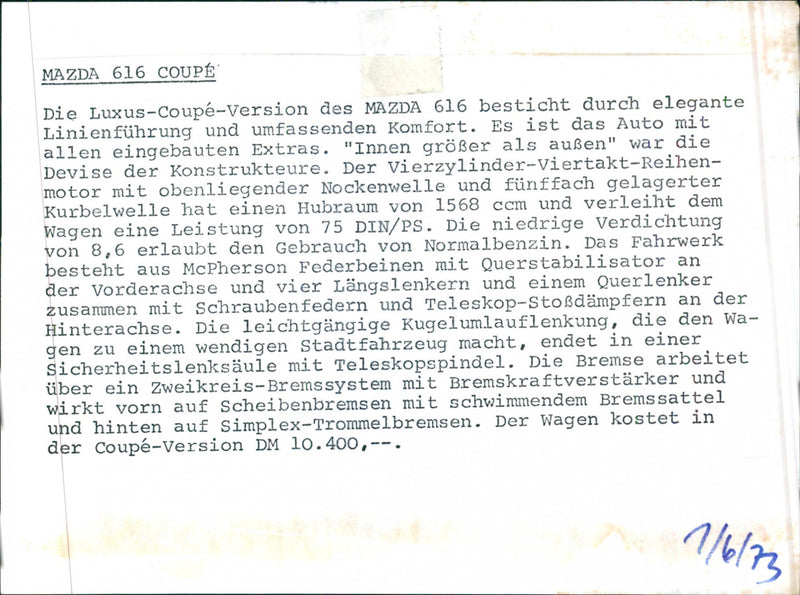 MAZDA 616 COUPÉ
Die Luxus-Coupé-Version des MAZDA 616 besticht durch elegante
Linienführung und umfassenden Komfort. Es ist das Auto mit
allen eingebauten Extras. "Innen größer als außen" war die
Devise der Konstrukteure. Der Vierzylinder-Viertakt-Reihen-
motor mit obenliegender Nockenwelle und fünffach gelagerter
Kurbelwelle hat einen Hubraum von 1568 ccm und verleiht dem
Wagen eine Leistung von 75 DIN/PS. Die niedrige Verdichtung
von 8,6 erlaubt den Gebrauch von Normalbenzin. Das Fahrwerk
besteht aus McPherson Federbeinen mit Querstabilisator an
der Vorderachse und vier Längslenkern und einem Querlenker
zusammen mit Schraubenfedern und Teleskop-Stoßdämpfern an der
Hinterachse. Die leichtgängige Kugelumlauflenkung, die den Wa-
gen zu einem wendigen Stadtfahrzeug macht, endet in einer
Sicherheitslenksäule mit Teleskopspindel. Die Bremse arbeitet
über ein Zweikreis-Bremssystem mit Bremskraftverstärker und
wirkt vorn auf Scheibenbremsen mit schwimmendem Bremssattel
und hinten auf Simplex-Trommelbremsen. Der Wagen kostet in
der Coupé-Version DM 10.400,--.
1/6/73